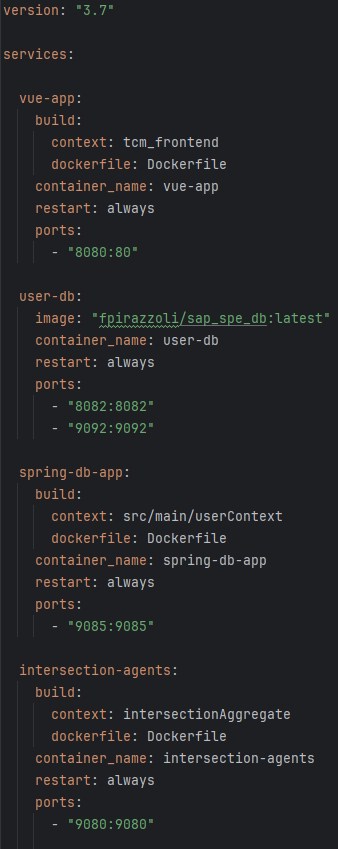 version: "3.7"
services:
vue-app:
build:
context: tcm_frontend
dockerfile: Dockerfile
container_name: vue-app
restart: always
ports:
- "8080:80"
user-db:
image: "fpirazzoli/sap_spe_db:latest"
container_name: user-db
restart: always
ports:
- "8082:8082"
- "9092:9092"
spring-db-app:
build:
context: src/main/userContext
dockerfile: Dockerfile
container_name: spring-db-app
restart: always
ports:
- "9085:9085"
intersection-agents:
build:
context: intersectionAggregate
dockerfile: Dockerfile
container_name: intersection-agents
restart: always
ports:
- "9080:9080"